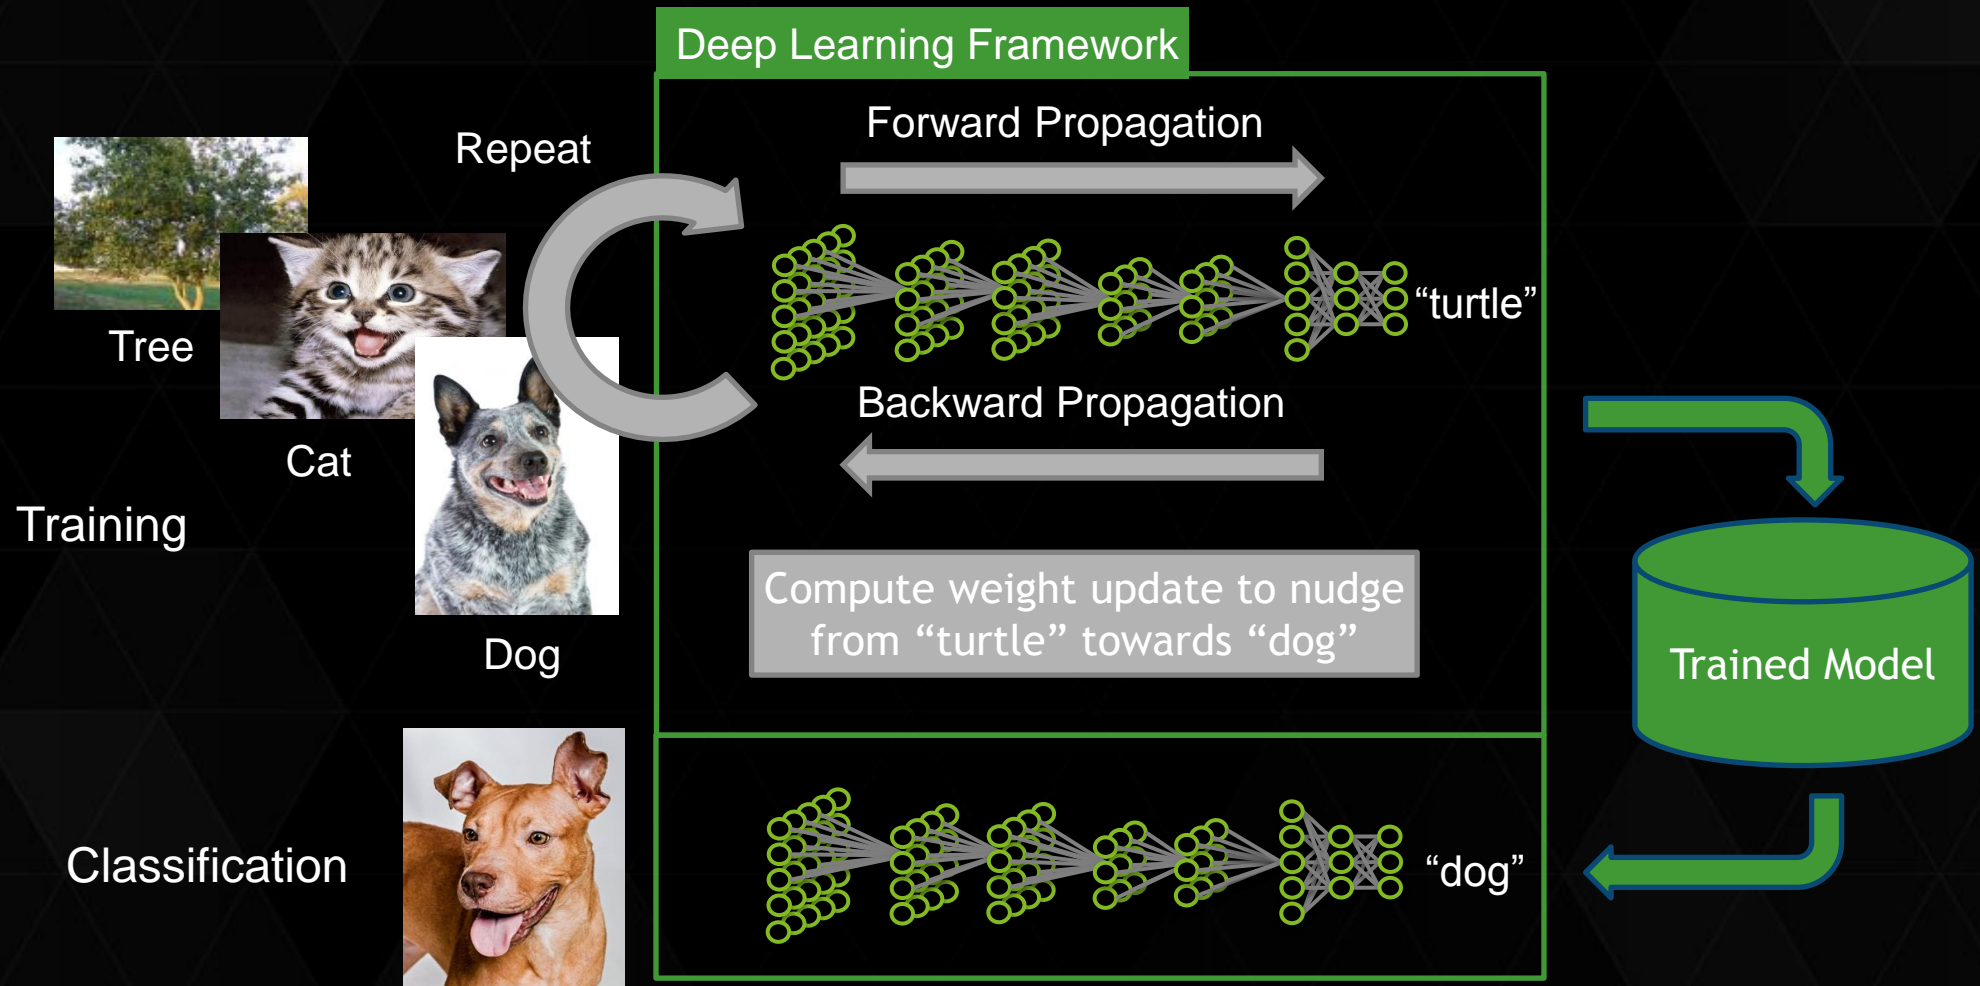 Deep Learning Framework
Forward Propagation
Repeat
“turtle”
Tree
Backward Propagation
Cat
Training
Compute weight update to nudge
from “turtle” towards “dog”
Dog
Trained Model
Classification
“dog”